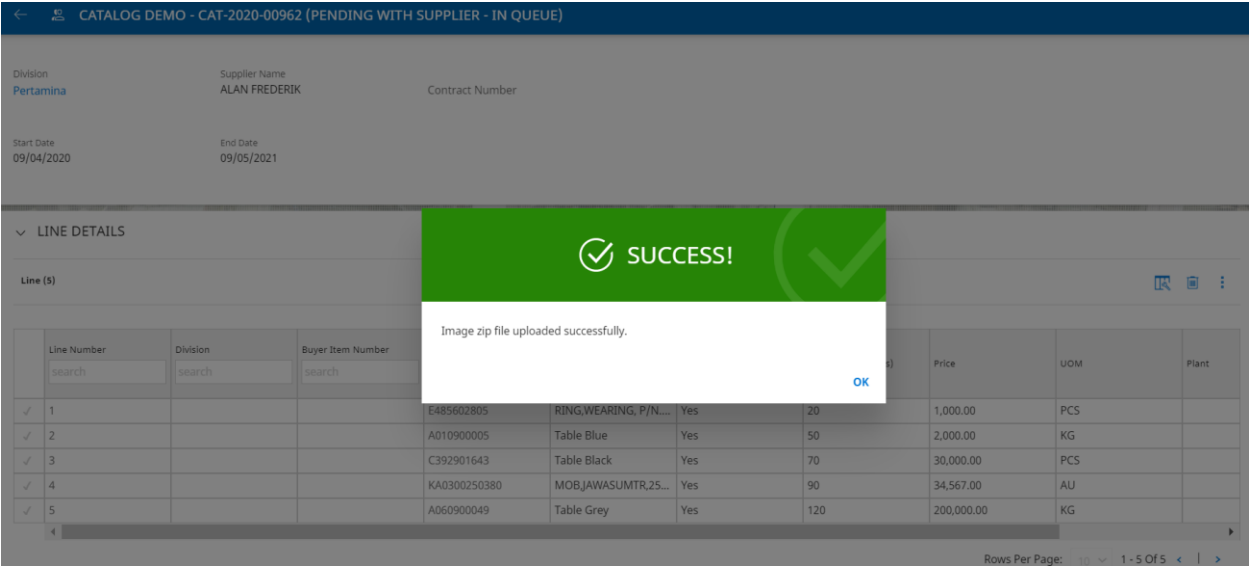 CATALOG DEMO - CAT-2020-00962 (PENDING WITH SUPPLIER - IN QUEUE)
Division Supplier Name
Pertamina ALAN FREDERIK Contract Number
Start Date End Date
09/04/2020 09/05/2021
LINE DETAILS
SUCCESS!
Line (5)
Image zip file uploaded successfully.
OK
Line Number Division Buyer Item Number Price UOM Plant
search search search
1 E485602805 RING,WEARING, P/N.... Yes 20 1,000.00 PCS
2 A010900005 Table Blue Yes 50 2,000.00 KG
3 C392901643 Table Black Yes 70 30,000.00 PCS
4 KA0300250380 MOB,JAWASUMTR,25... Yes 90 34,567.00 AU
5 A060900049 Table Grey Yes 120 200,000.00 KG
Rows Per Page: 10 1 - 5 Of 5